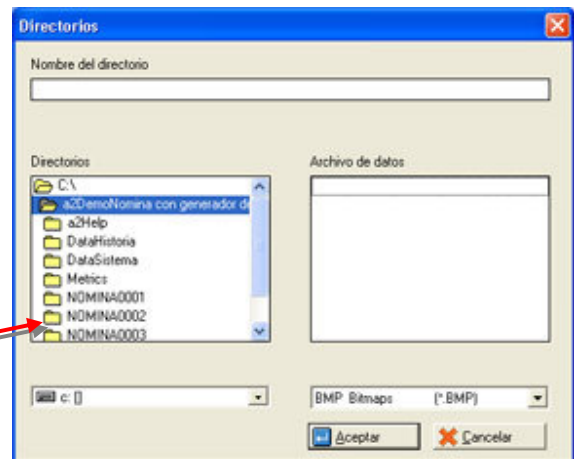 Directorios
Nombre del directorio
Directorios
Archivo de datos
C:\
a2DemoNomina con generador de
a2Help
DataHistoria
DataSistema
Metrics
NOMINA0001
NOMINA0002
NOMINA0003
c: []
BMP Bitmaps (*.BMP)
Aceptar
Cancelar